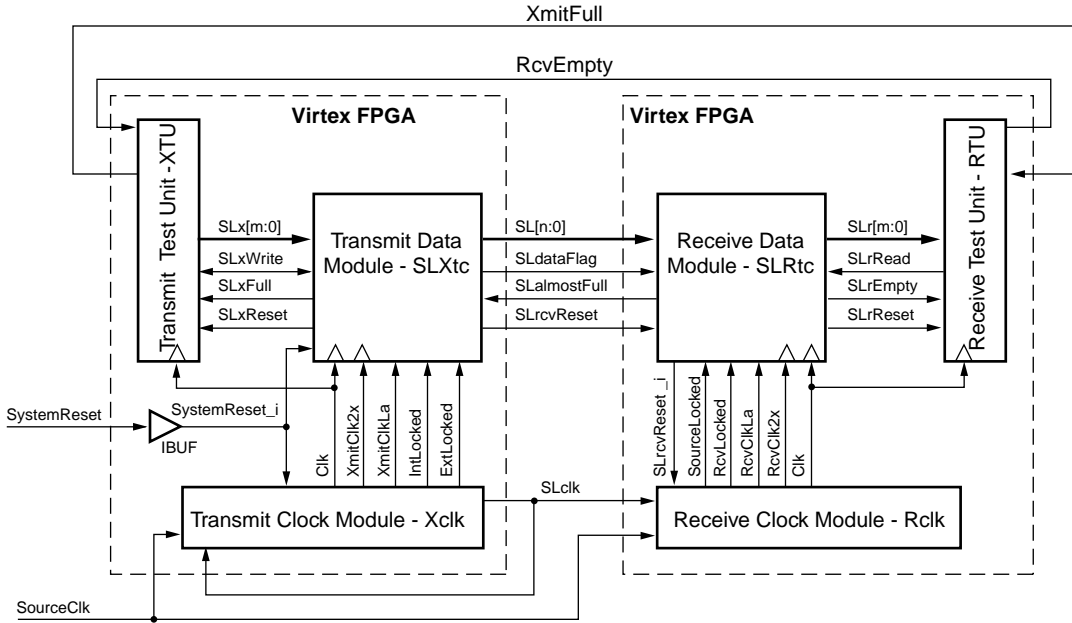 XmitFull
RcvEmpty
Virtex FPGA
Virtex FPGA
Transmit Test Unit -XTU
SLx[m:0]
SLxWrite
SLxFull
SLxReset
Transmit Data
Module - SLXtc
SL[n:0]
SLdataFlag
SLalmostFull
SLrcvReset
Receive Data
Module - SLRtc
SLr[m:0]
SLrRead
SLrEmpty
SLrReset
Receive Test Unit - RTU
SystemReset
IBUF
SystemReset_i
Clk
XmitClk2x
XmitClkLa
IntLocked
ExtLocked
SLrcvReset _i
SourceLocked
RcvLocked
RcvClkLa
RcvClk2x
Clk
Transmit Clock Module - Xclk
SLclk
Receive Clock Module - Rclk
SourceClk